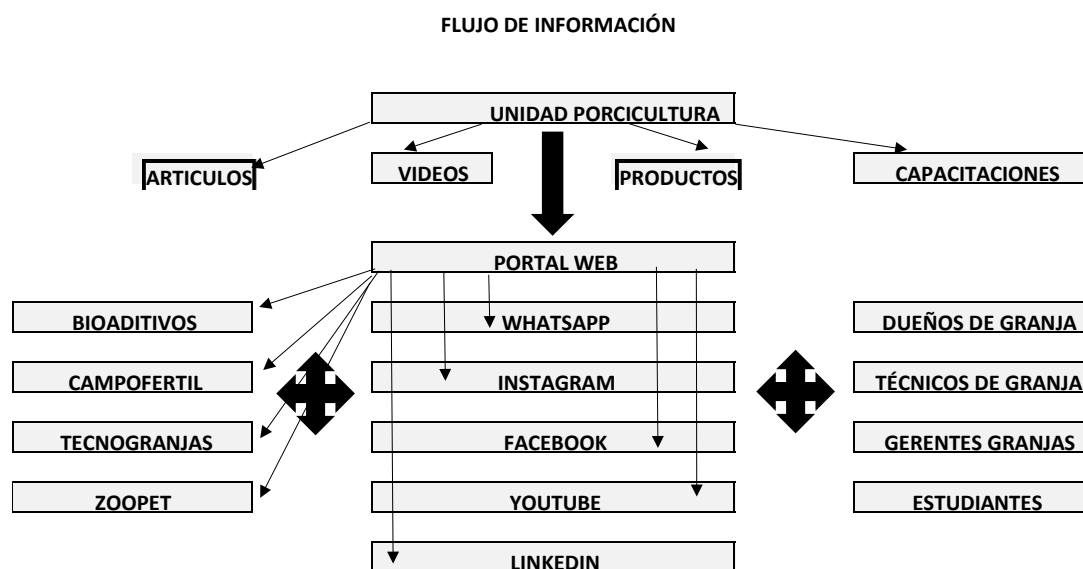 FLUJO DE INFORMACIÓN
UNIDAD PORCICULTURA
ARTICULOS
VIDEOS
PRODUCTOS
CAPACITACIONES
PORTAL WEB
BIOADITIVOS
WHATSAPP
DUEÑOS DE GRANJA
CAMPOFERTIL
INSTAGRAM
TÉCNICOS DE GRANJA
TECNOGRANJAS
FACEBOOK
GERENTES GRANJAS
ZOOPET
YOUTUBE
ESTUDIANTES
LINKEDIN